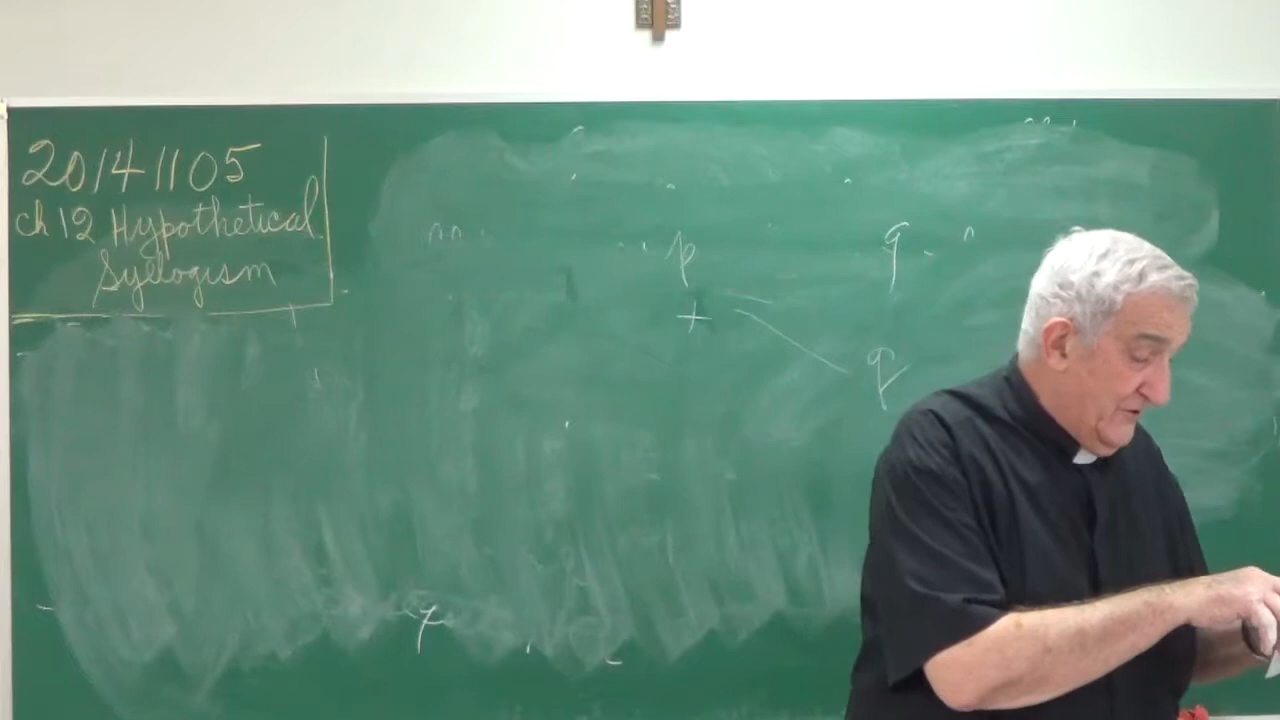 20141105
ch 12 Hypothetical
Syllogism
p q
+
q